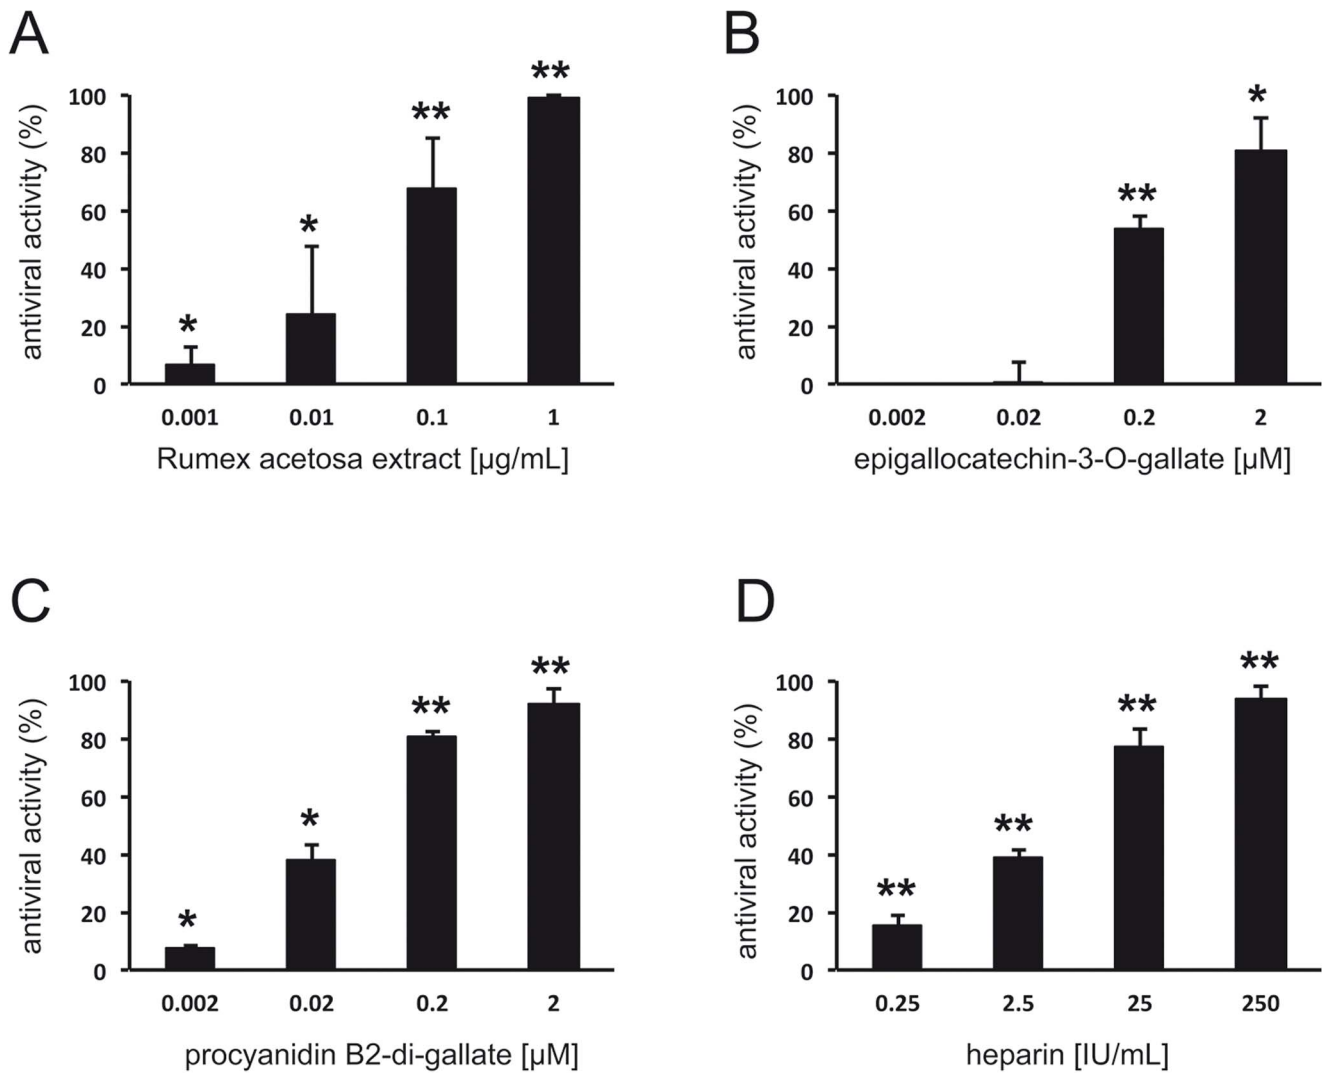 A
antiviral activity (%)
100
80
60
40
20
0
*
*
**
**
0.001 0.01 0.1 1
Rumex acetosa extract [µg/mL]
B
antiviral activity (%)
100
80
60
40
20
0
**
*
0.002 0.02 0.2 2
epigallocatechin-3-O-gallate [µM]
C
antiviral activity (%)
100
80
60
40
20
0
*
*
**
**
0.002 0.02 0.2 2
procyanidin B2-di-gallate [µM]
D
antiviral activity (%)
100
80
60
40
20
0
**
**
**
**
0.25 2.5 25 250
heparin [IU/mL]